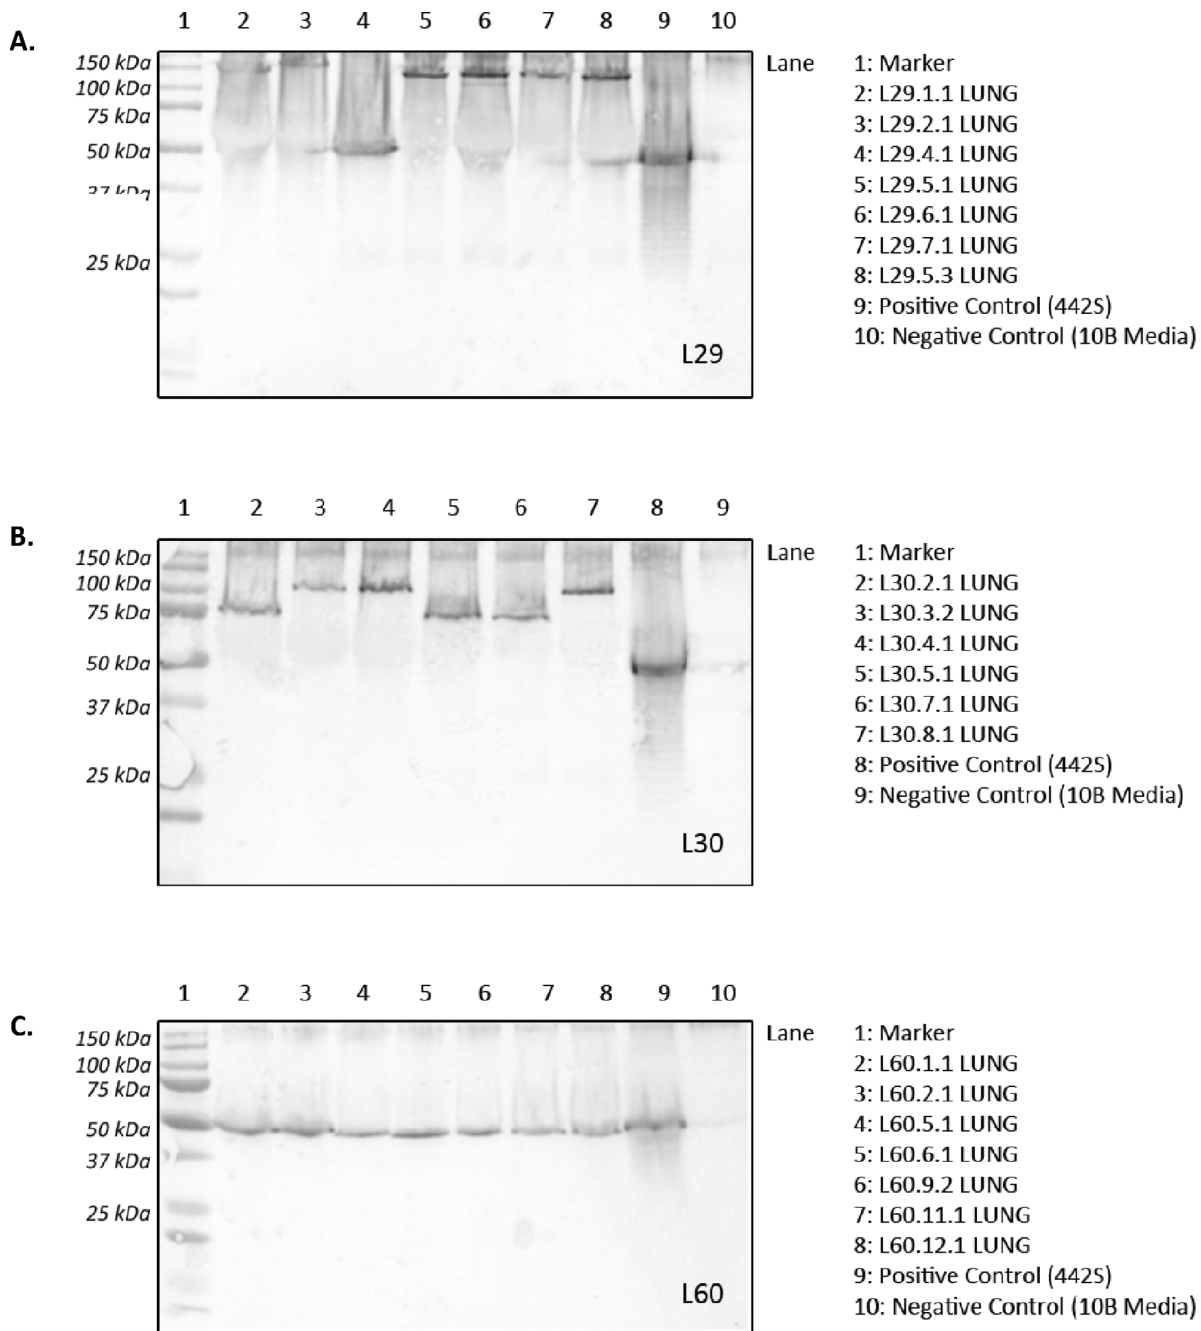 A.
1 2 3 4 5 6 7 8 9 10
150 kDa
100 kDa
75 kDa
50 kDa
37 kDa
25 kDa
L29
Lane 1: Marker
2: L29.1.1 LUNG
3: L29.2.1 LUNG
4: L29.4.1 LUNG
5: L29.5.1 LUNG
6: L29.6.1 LUNG
7: L29.7.1 LUNG
8: L29.5.3 LUNG
9: Positive Control (442S)
10: Negative Control (10B Media)
B.
1 2 3 4 5 6 7 8 9
150 kDa
100 kDa
75 kDa
50 kDa
37 kDa
25 kDa
L30
Lane 1: Marker
2: L30.2.1 LUNG
3: L30.3.2 LUNG
4: L30.4.1 LUNG
5: L30.5.1 LUNG
6: L30.7.1 LUNG
7: L30.8.1 LUNG
8: Positive Control (442S)
9: Negative Control (10B Media)
C.
1 2 3 4 5 6 7 8 9 10
150 kDa
100 kDa
75 kDa
50 kDa
37 kDa
25 kDa
L60
Lane 1: Marker
2: L60.1.1 LUNG
3: L60.2.1 LUNG
4: L60.5.1 LUNG
5: L60.6.1 LUNG
6: L60.9.2 LUNG
7: L60.11.1 LUNG
8: L60.12.1 LUNG
9: Positive Control (442S)
10: Negative Control (10B Media)